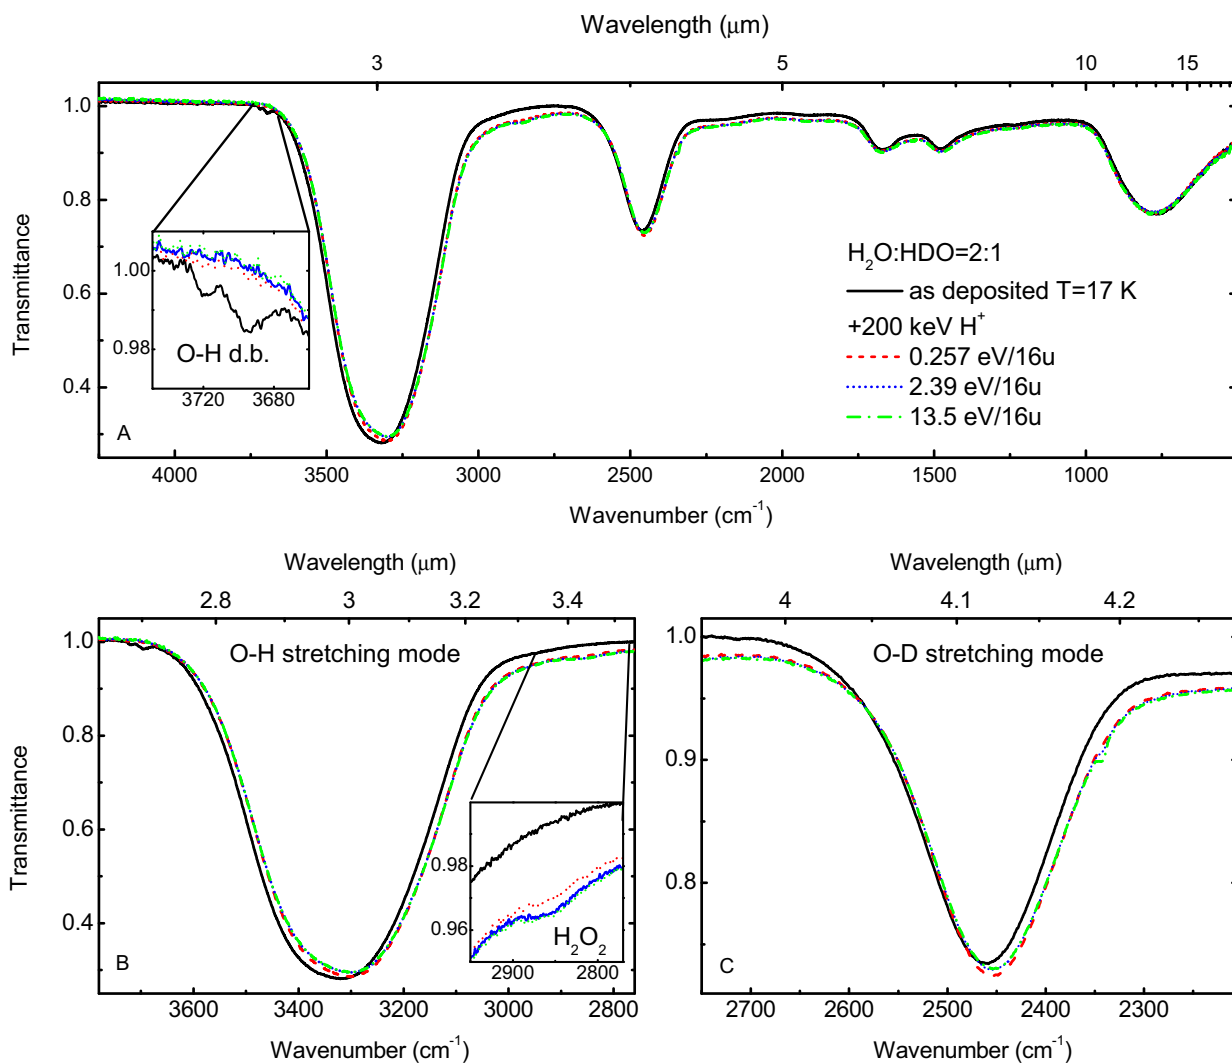 Wavelength (μm)
3 5 10 15
1.0
0.8
0.6
0.4
Transmittance
1.00
0.98
O-H d.b.
3720 3680
A
H₂O:HDO=2:1
as deposited T=17 K
+200 keV H⁺
0.257 eV/16u
2.39 eV/16u
13.5 eV/16u
4000 3500 3000 2500 2000 1500 1000
Wavenumber (cm⁻¹)
Wavelength (μm)
2.8 3 3.2 3.4
O-H stretching mode
1.0
0.8
0.6
0.4
Transmittance
0.98
0.96
H₂O₂
2900 2800
B
3600 3400 3200 3000 2800
Wavenumber (cm⁻¹)
Wavelength (μm)
4 4.1 4.2
O-D stretching mode
1.0
0.9
0.8
C
2700 2600 2500 2400 2300
Wavenumber (cm⁻¹)